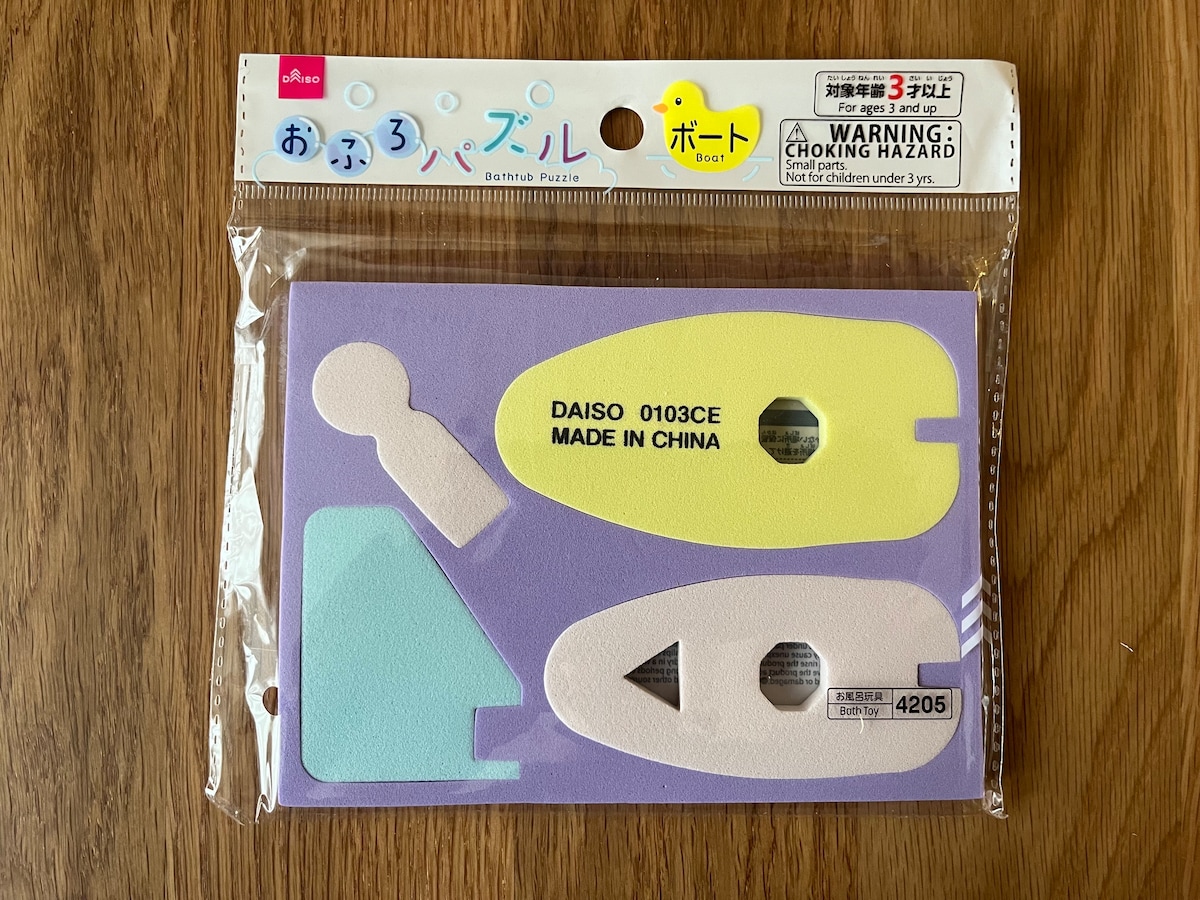 DAISO
おふろパズル
Bathtub Puzzle
ボート
Boat
たいしょうねんれい さい いじょう
対象年齢3才以上
For ages 3 and up
WARNING:
CHOKING HAZARD
Small parts.
Not for children under 3 yrs.
DAISO 0103CE
MADE IN CHINA
お風呂玩具
Bath Toy
4205